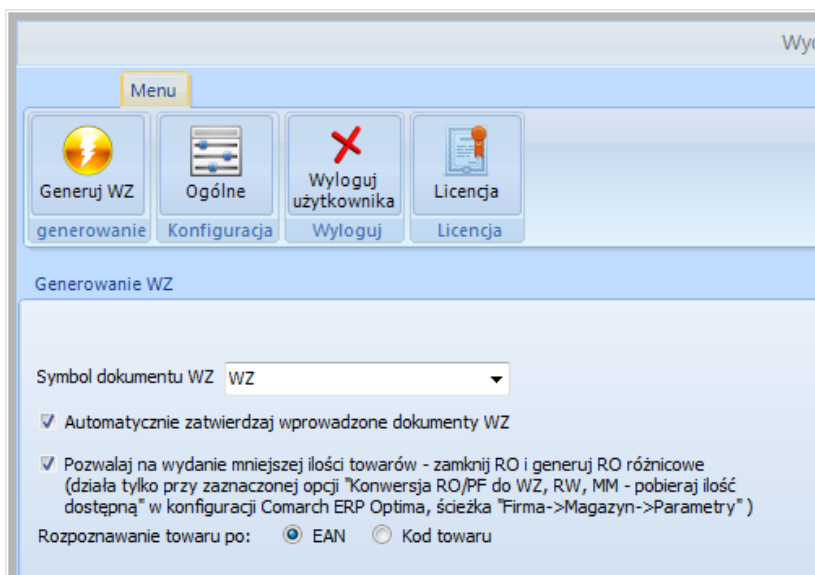 Menu
Generuj WZ
Ogólne
Wyloguj
użytkownika
Licencja
generowanie
Konfiguracja
Wyloguj
Licencja
Generowanie WZ
Symbol dokumentu WZ WZ
Automatycznie zatwierdzaj wprowadzone dokumenty WZ
Pozwalaj na wydanie mniejszej ilości towarów - zamknij RO i generuj RO różnicowe
(działa tylko przy zaznaczonej opcji "Konwersja RO/PF do WZ, RW, MM - pobieraj ilość
dostępną" w konfiguracji Comarch ERP Optima, ścieżka "Firma->Magazyn->Parametry" )
Rozpoznawanie towaru po: EAN Kod towaru